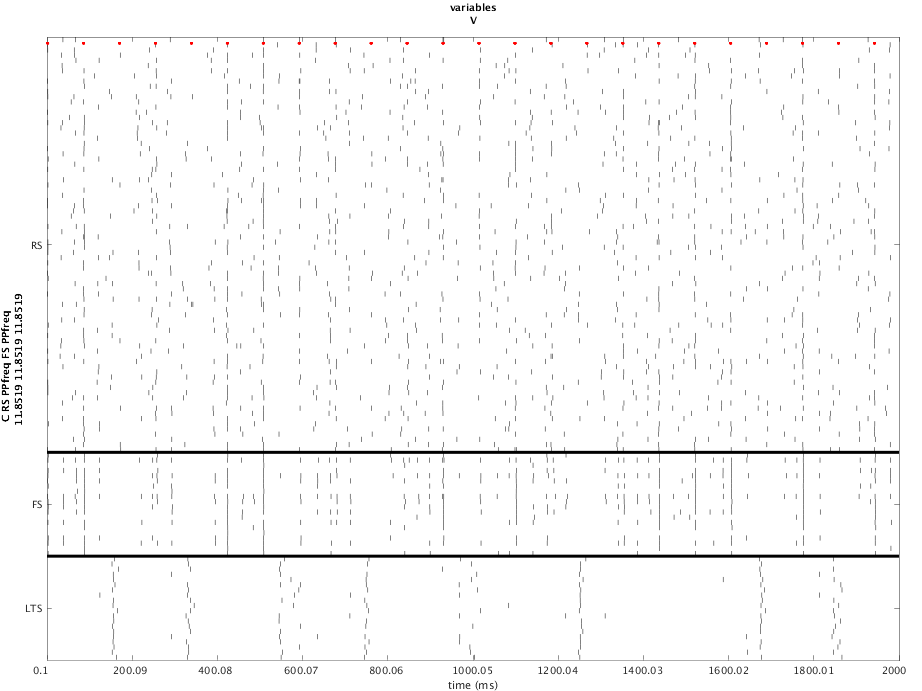 variables
V
RS
FS
LTS
C RS PPfreq FS PPfreq
11.8519 11.8519 11.8519
0.1 200.09 400.08 600.07 800.06 1000.05 1200.04 1400.03 1600.02 1800.01 2000
time (ms)